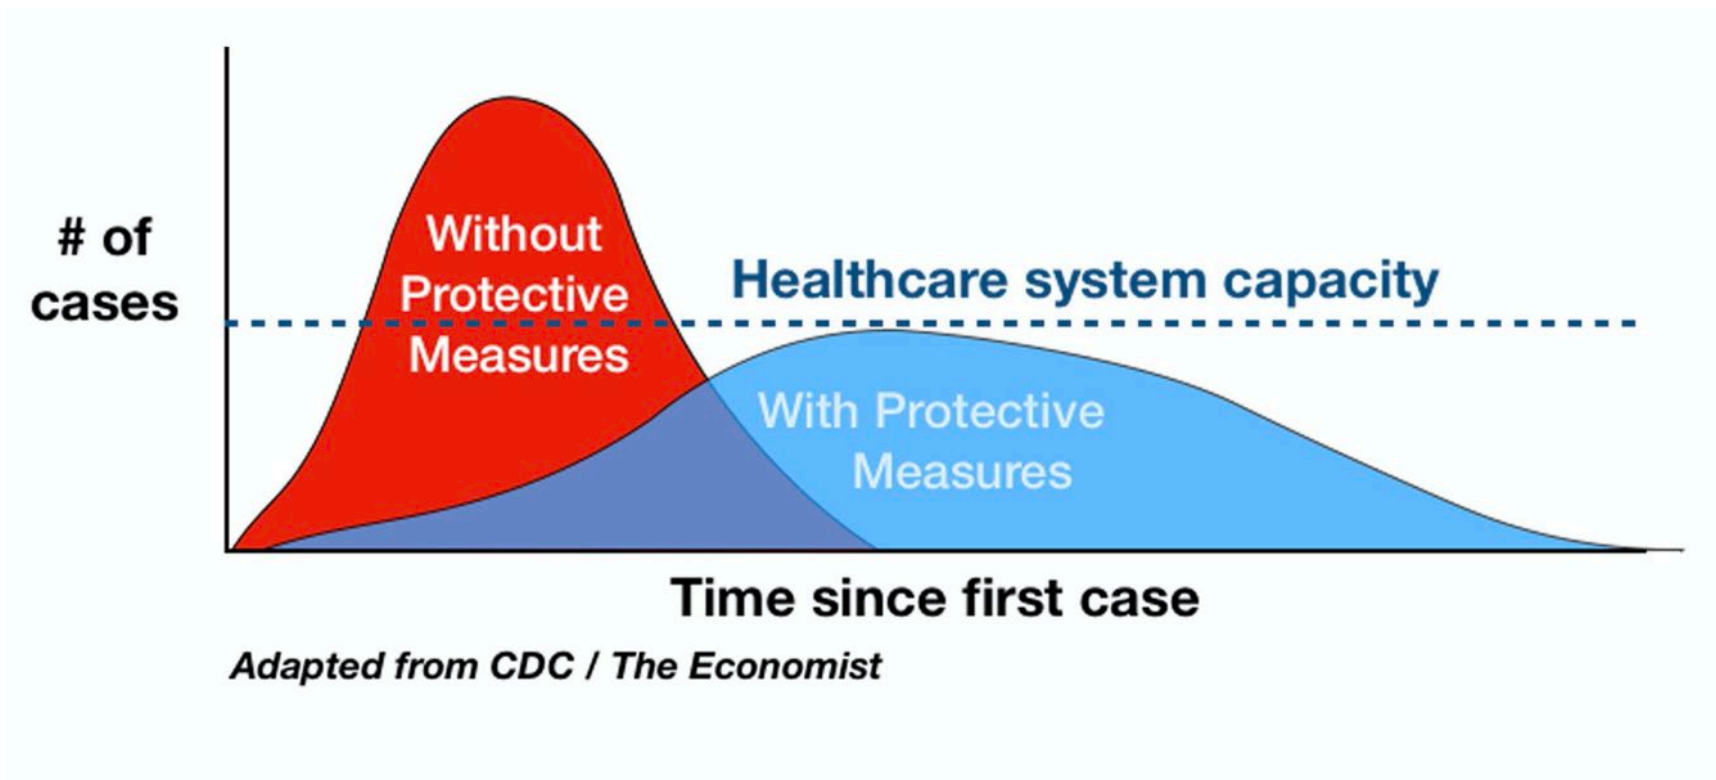 # of
cases
Without
Protective
Measures
Healthcare system capacity
With Protective
Measures
Time since first case
Adapted from CDC / The Economist